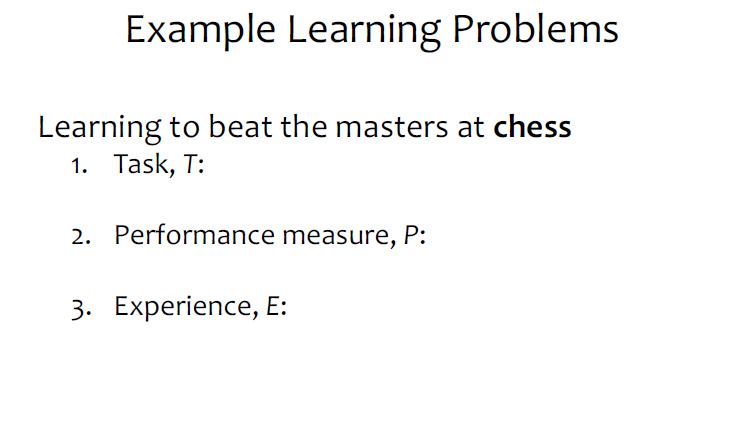 Example Learning Problems
Learning to beat the masters at chess
1. Task, T:
2. Performance measure, P:
3. Experience, E: